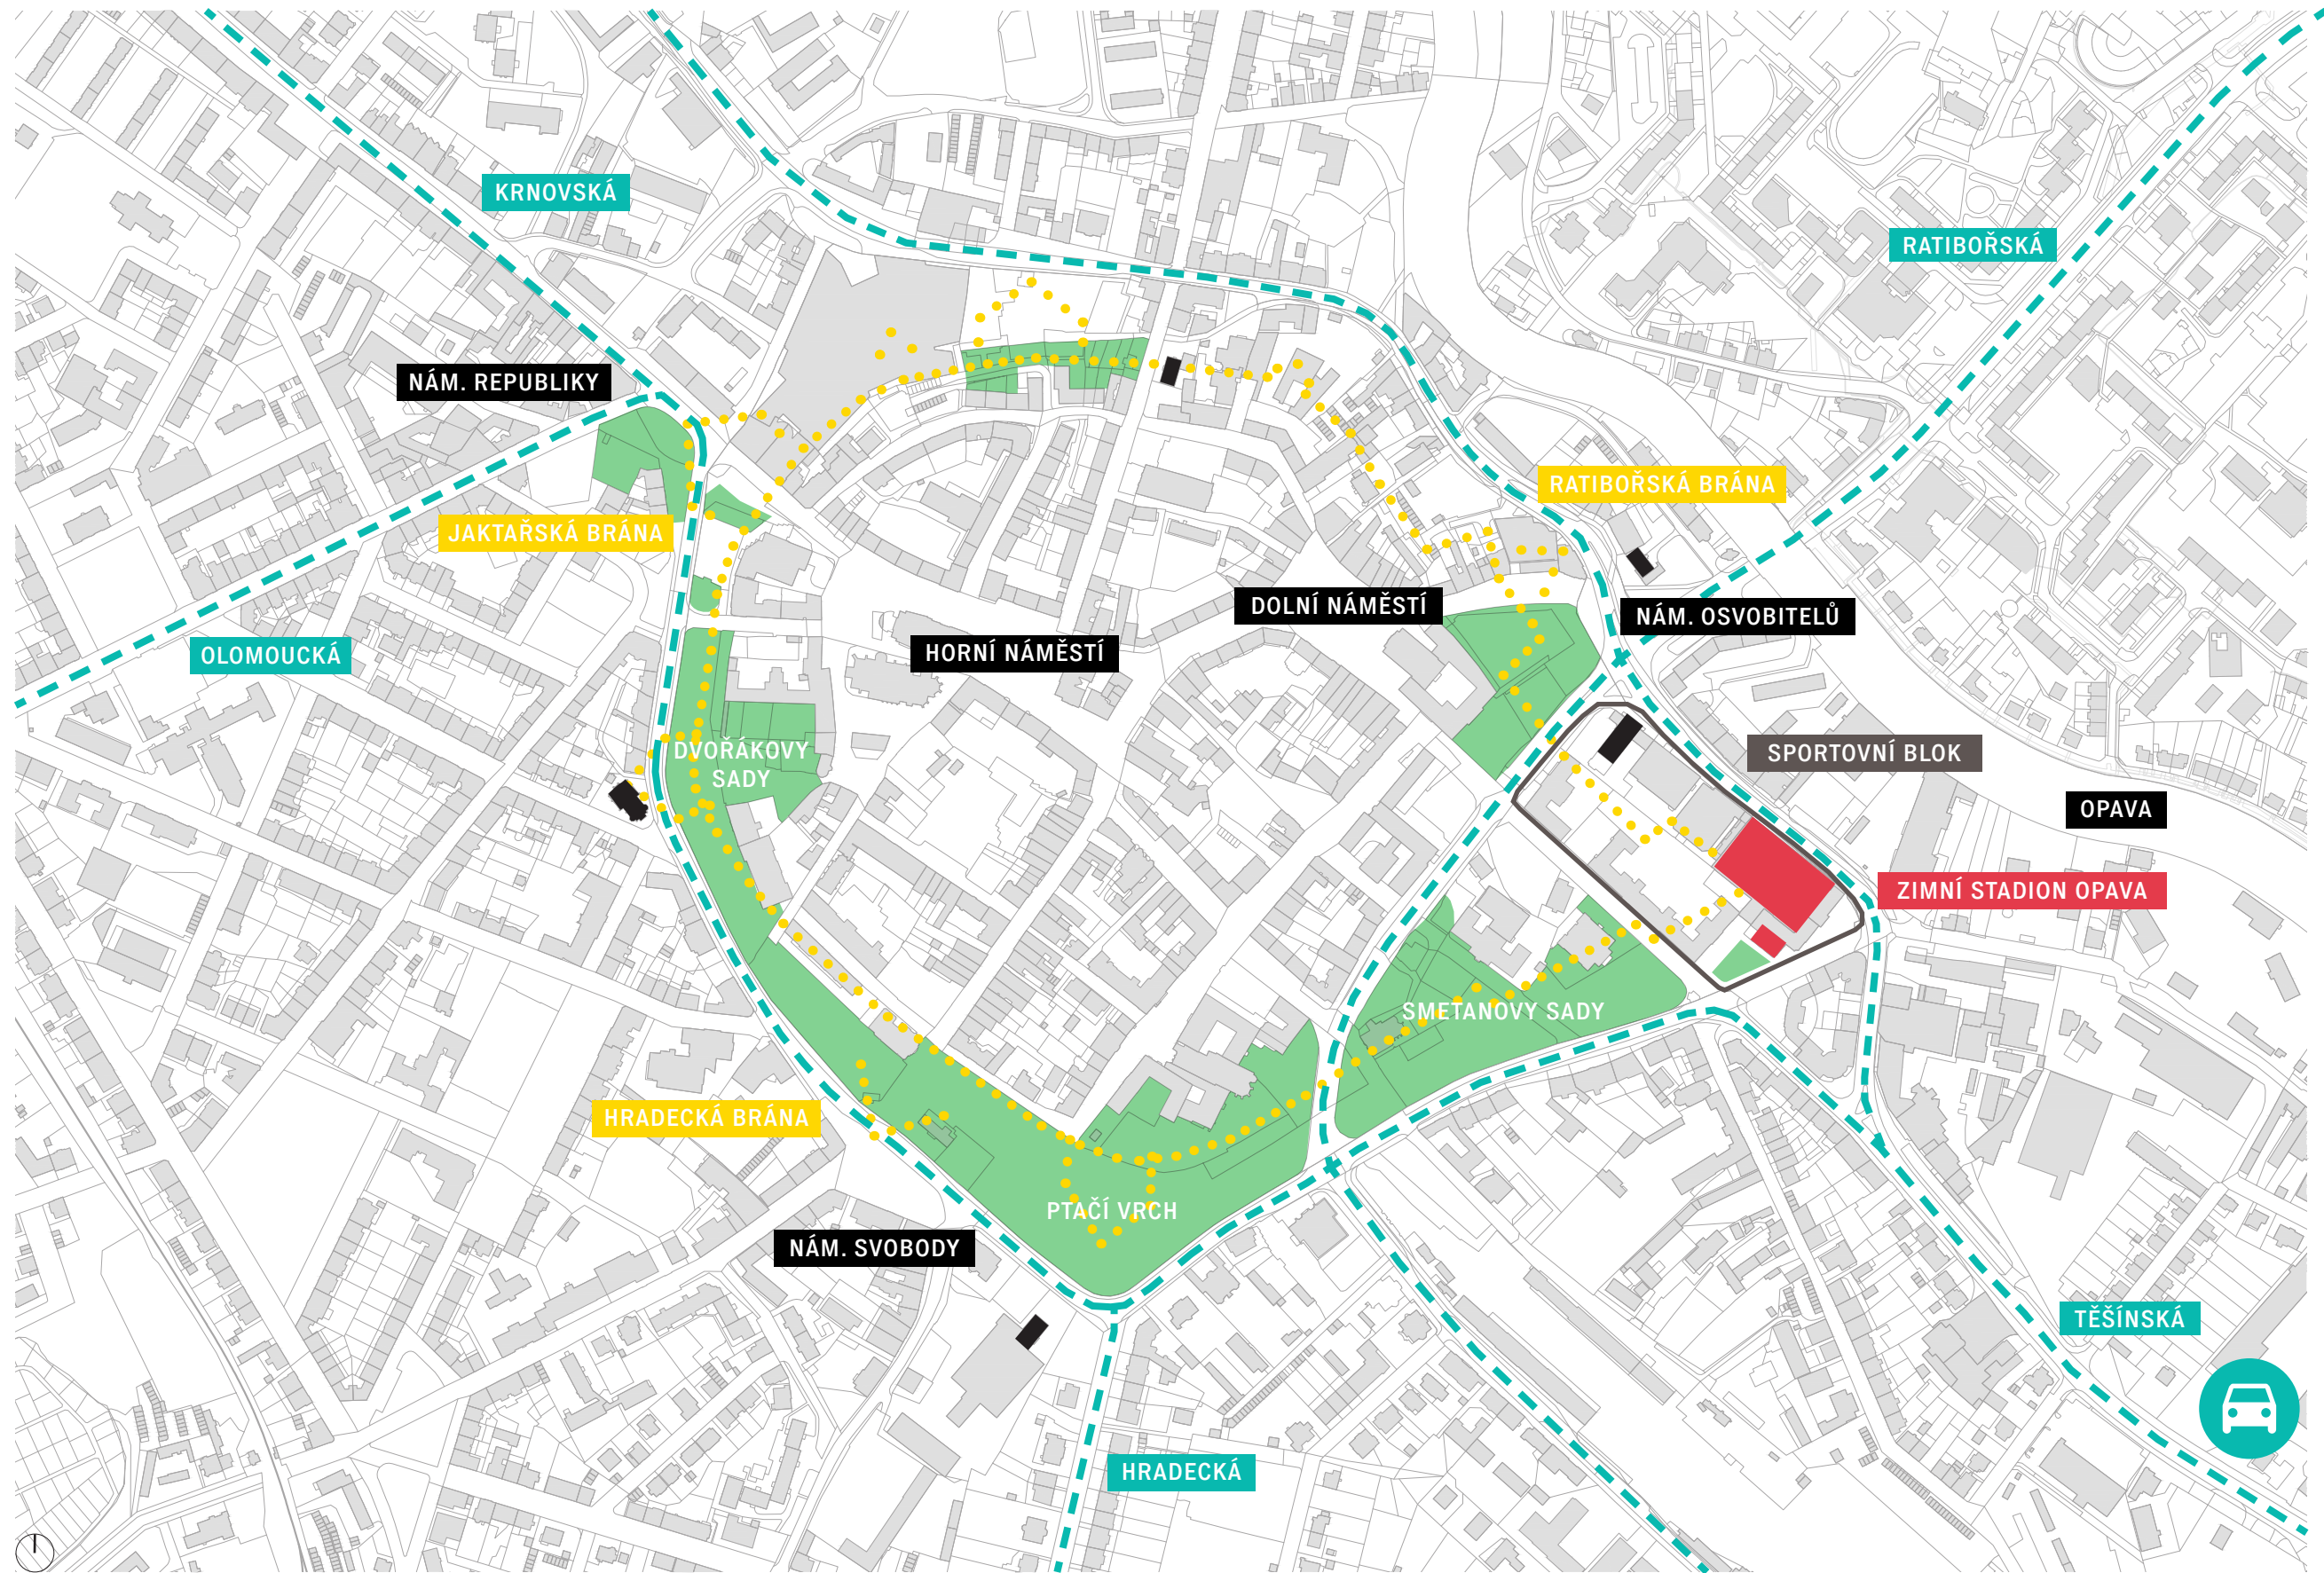 KRNOVSKÁ
RATIBOŘSKÁ
NÁM. REPUBLIKY
RATIBOŘSKÁ BRÁNA
JAKTAŘSKÁ BRÁNA
DOLNÍ NÁMĚSTÍ
NÁM. OSVOBITELŮ
HORNÍ NÁMĚSTÍ
OLOMOUCKÁ
DVOŘÁKOVY
SADY
SPORTOVNÍ BLOK
OPAVA
ZIMNÍ STADION OPAVA
SMETANOVY SADY
HRADECKÁ BRÁNA
PTAČÍ VRCH
NÁM. SVOBODY
TĚŠÍNSKÁ
HRADECKÁ